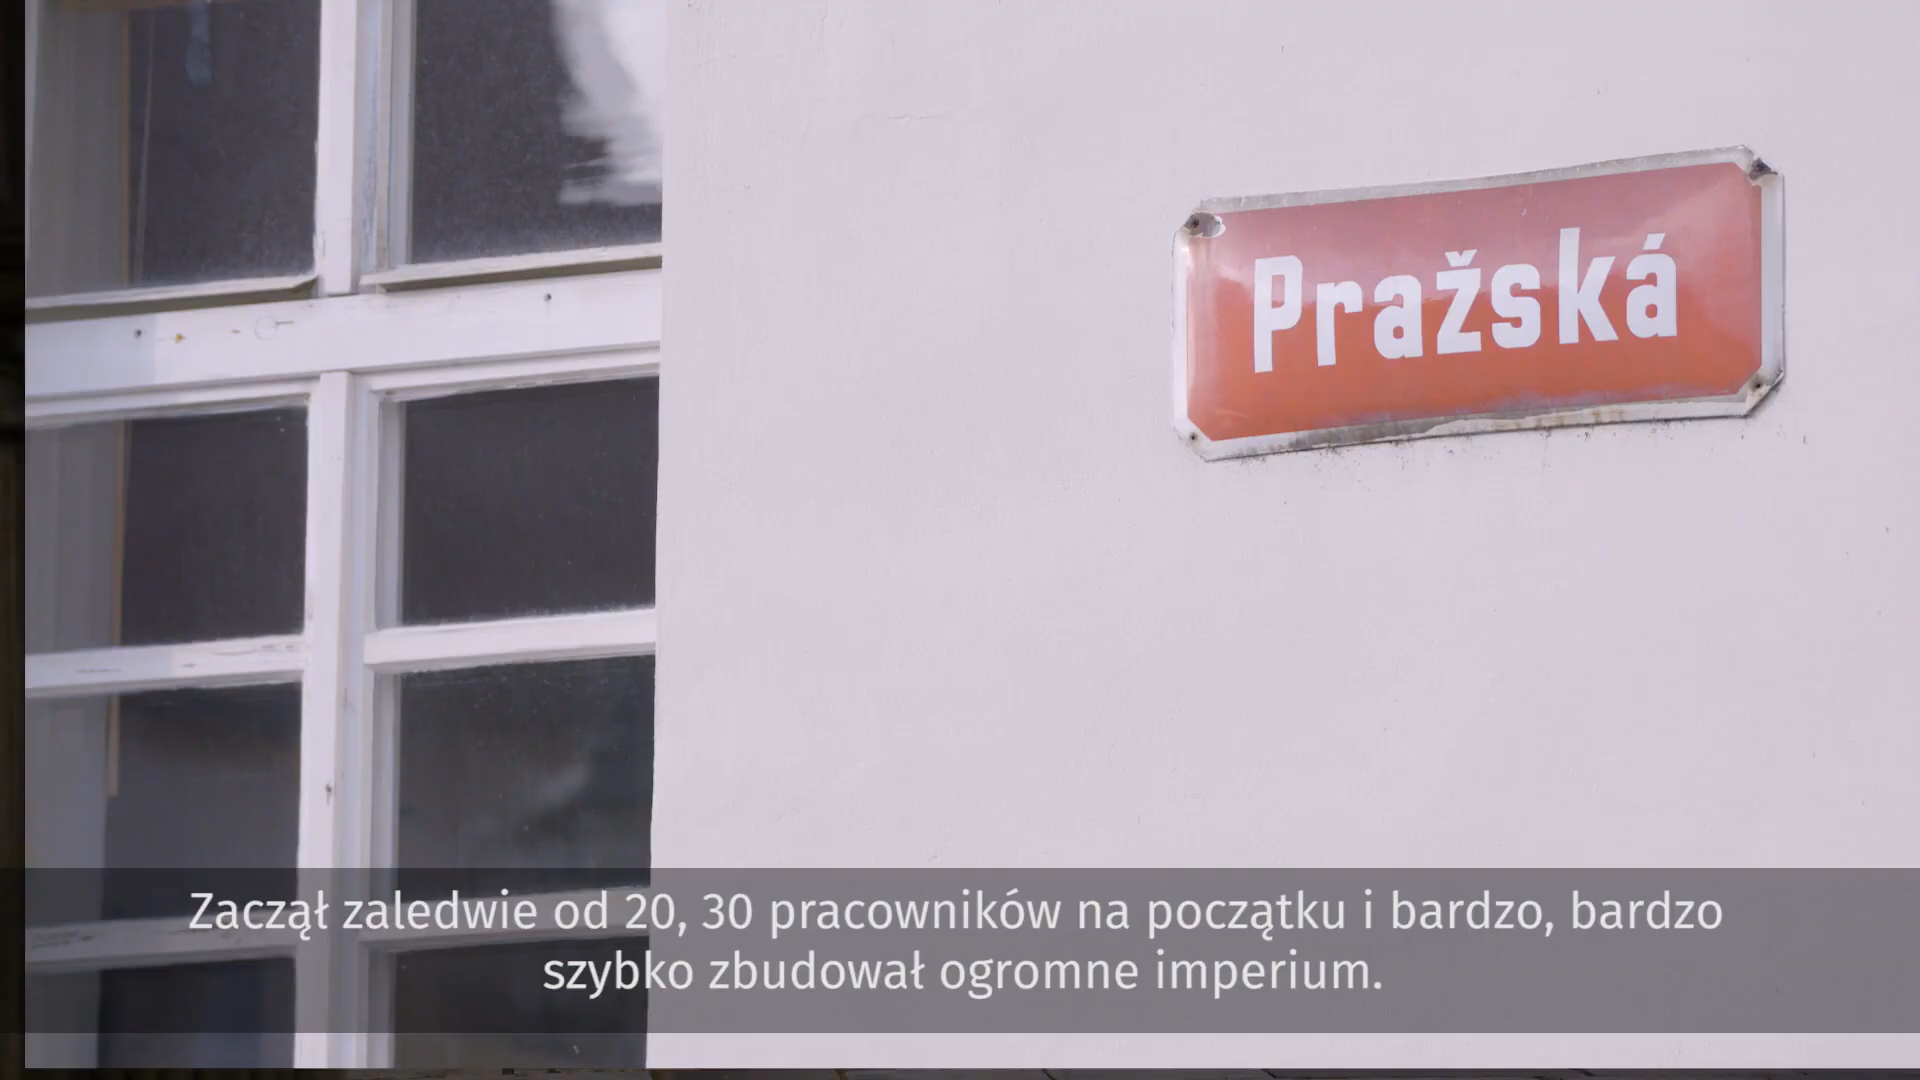 Pražská
Zaczął zaledwie od 20, 30 pracowników na początku i bardzo, bardzo
szybko zbudował ogromne imperium.